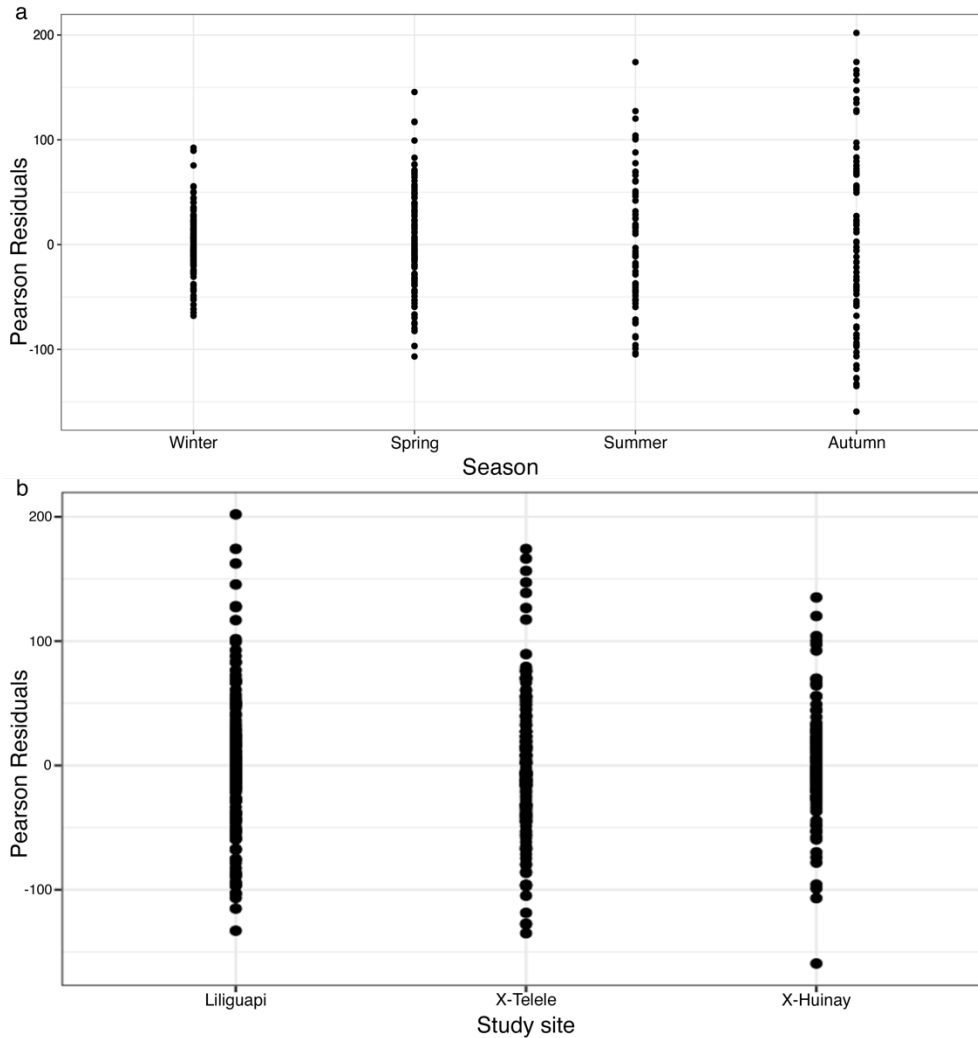 a
200
100
0
-100
Pearson Residuals
Winter Spring Summer Autumn
Season
b
200
100
0
-100
Pearson Residuals
Liliguapi X-Telele X-Huinay
Study site